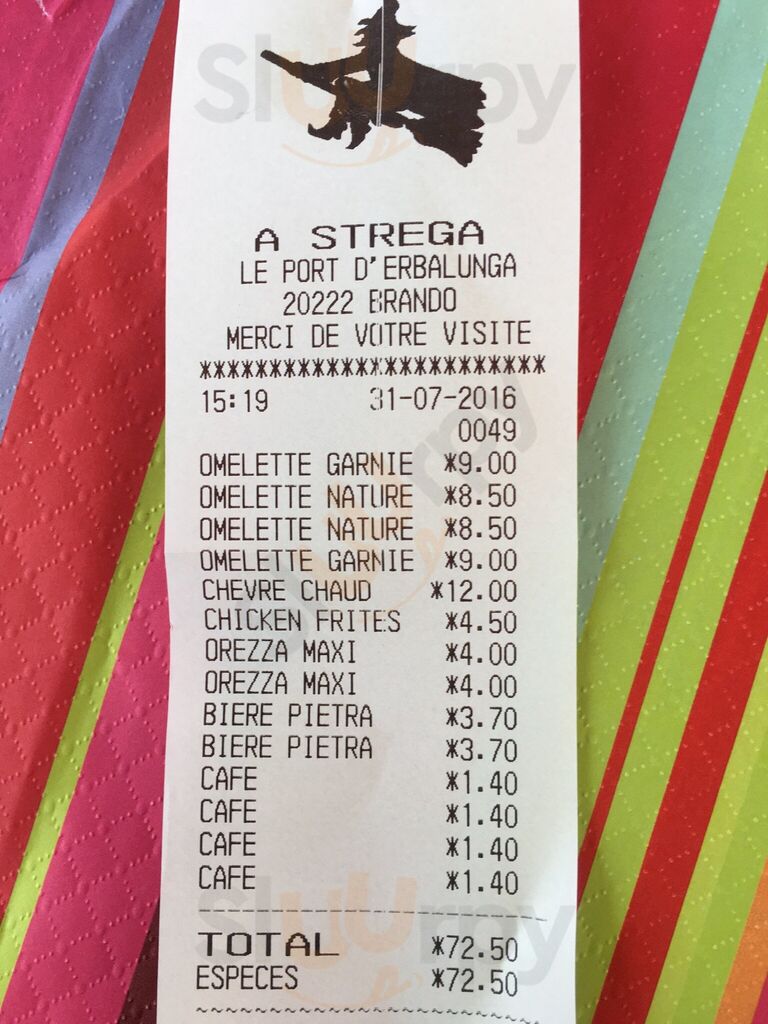 A STREGA
LE PORT D'ERBALUNGA
20222 BRANDO
MERCI DE VOTRE VISITE
*************************
15:19 31-07-2016
0049
OMELETTE GARNIE *9.00
OMELETTE NATURE *8.50
OMELETTE NATURE *8.50
OMELETTE GARNIE *9.00
CHEVRE CHAUD *12.00
CHICKEN FRITES *4.50
OREZZA MAXI *4.00
OREZZA MAXI *4.00
BIERE PIETRA *3.70
BIERE PIETRA *3.70
CAFE *1.40
CAFE *1.40
CAFE *1.40
CAFE *1.40
TOTAL *72.50
ESPECES *72.50
Sluurpy
Sluurpy
Sluurpy